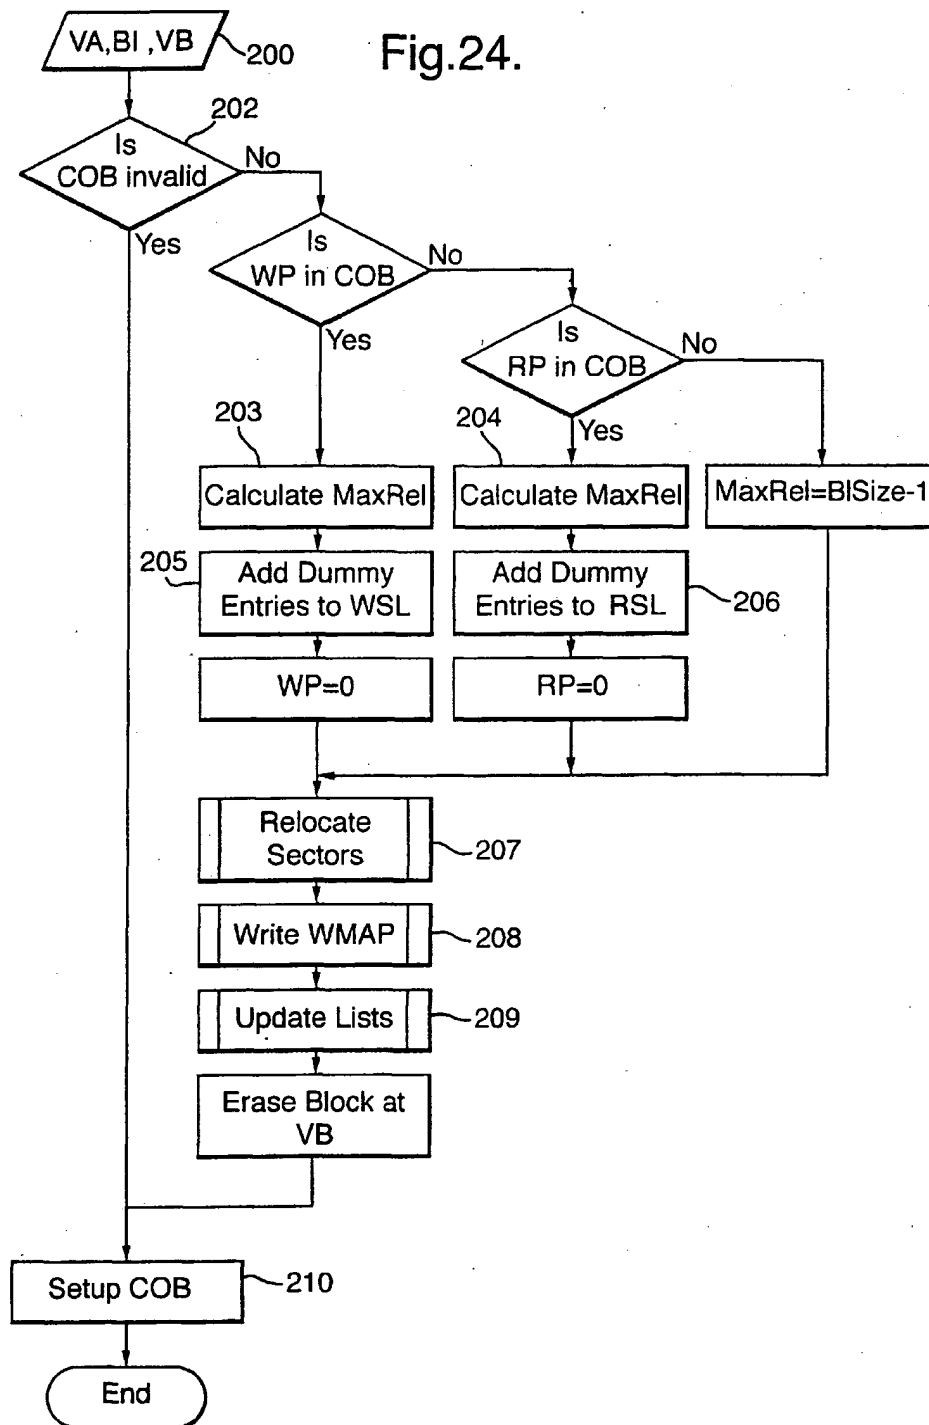 Fig.24.
VA,BI ,VB
200
202
Is
COB invalid
No
Yes
Is
WP in COB
No
Yes
Is
RP in COB
No
Yes
203
204
Calculate MaxRel
Calculate MaxRel
MaxRel=BlSize-1
205
Add Dummy
Entries to WSL
Add Dummy
Entries to RSL
206
WP=0
RP=0
Relocate
Sectors
207
Write WMAP
208
Update Lists
209
Erase Block at
VB
Setup COB
210
End